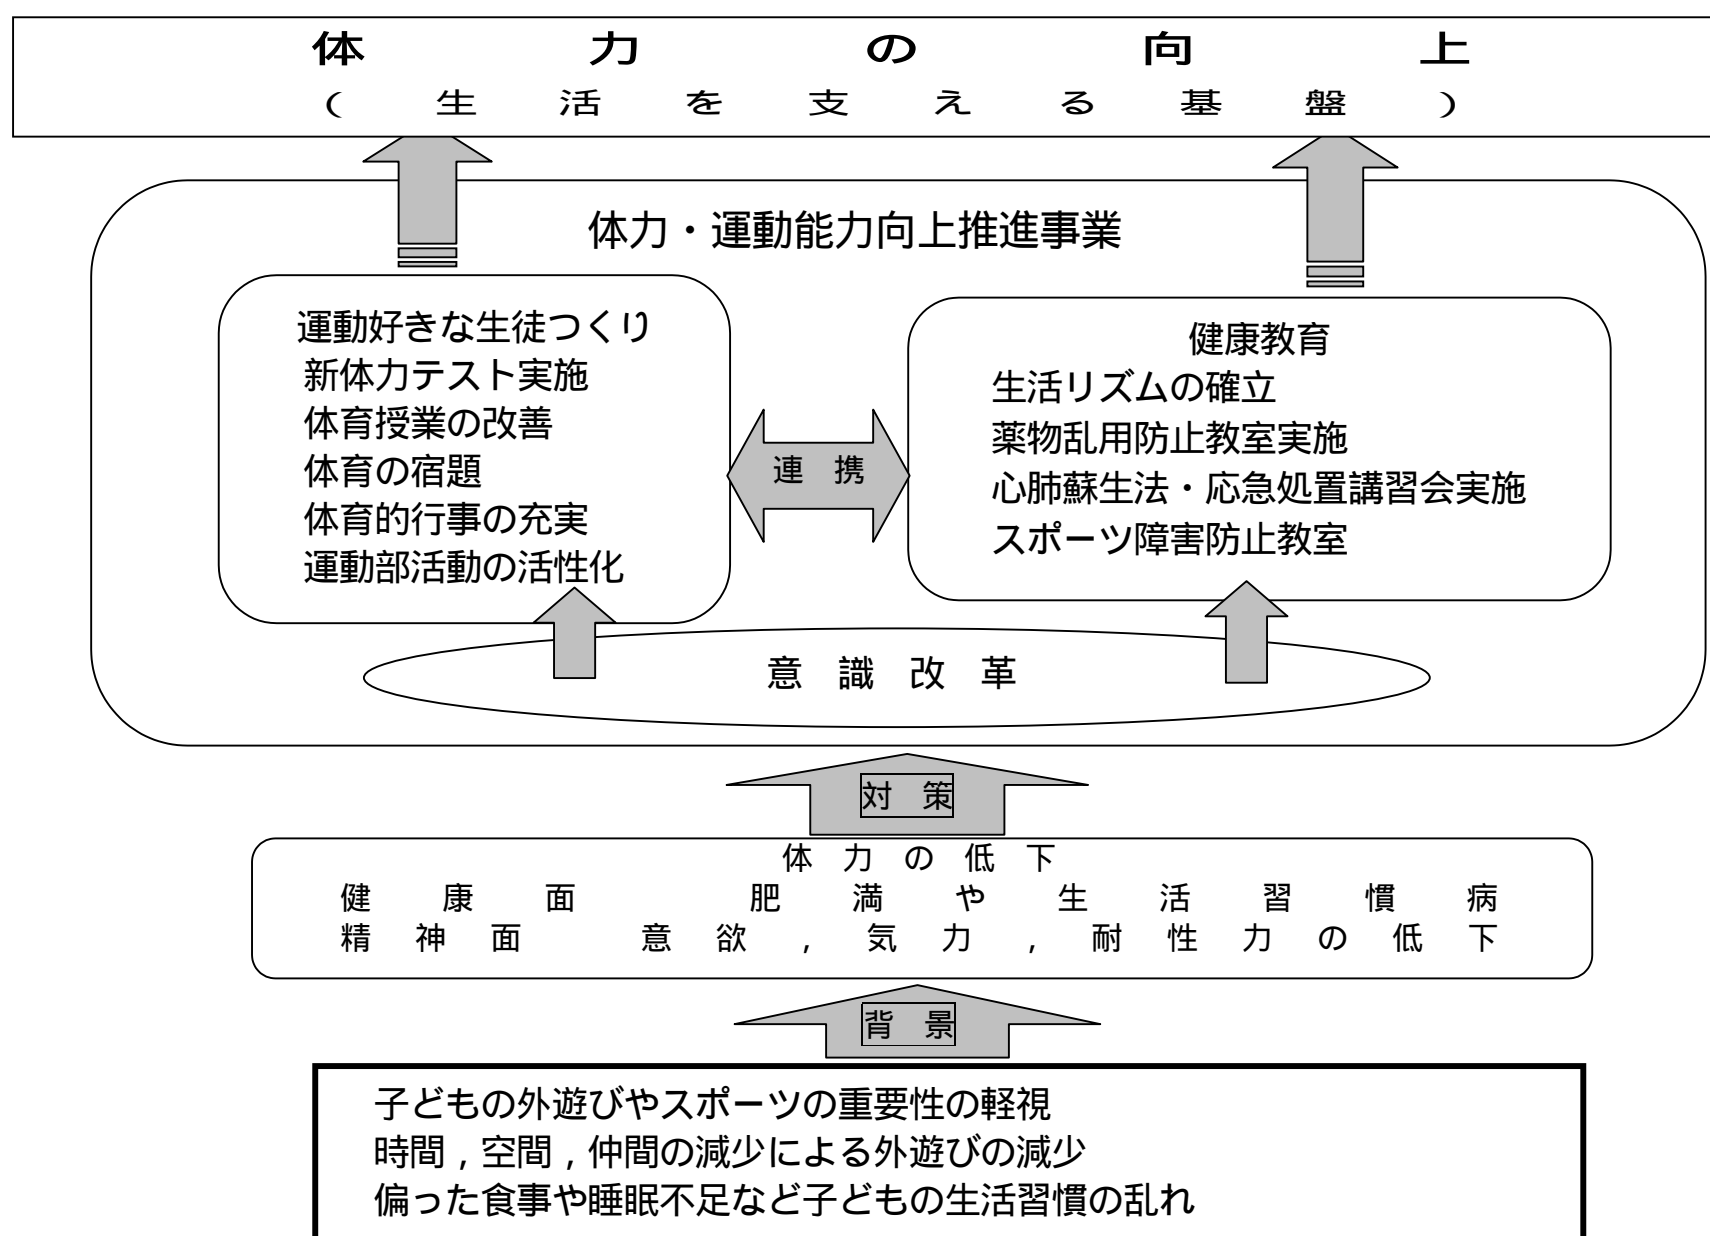 体力の向上
（生活を支える基盤）
体力・運動能力向上推進事業
運動好きな生徒つくり
新体力テスト実施
体育授業の改善
体育の宿題
体育的行事の充実
運動部活動の活性化
連携
健康教育
生活リズムの確立
薬物乱用防止教室実施
心肺蘇生法・応急処置講習会実施
スポーツ障害防止教室
意識改革
対策
体力の低下
健康面　肥満や生活習慣病
精神面　意欲，気力，耐性力の低下
背景
子どもの外遊びやスポーツの重要性の軽視
時間，空間，仲間の減少による外遊びの減少
偏った食事や睡眠不足など子どもの生活習慣の乱れ